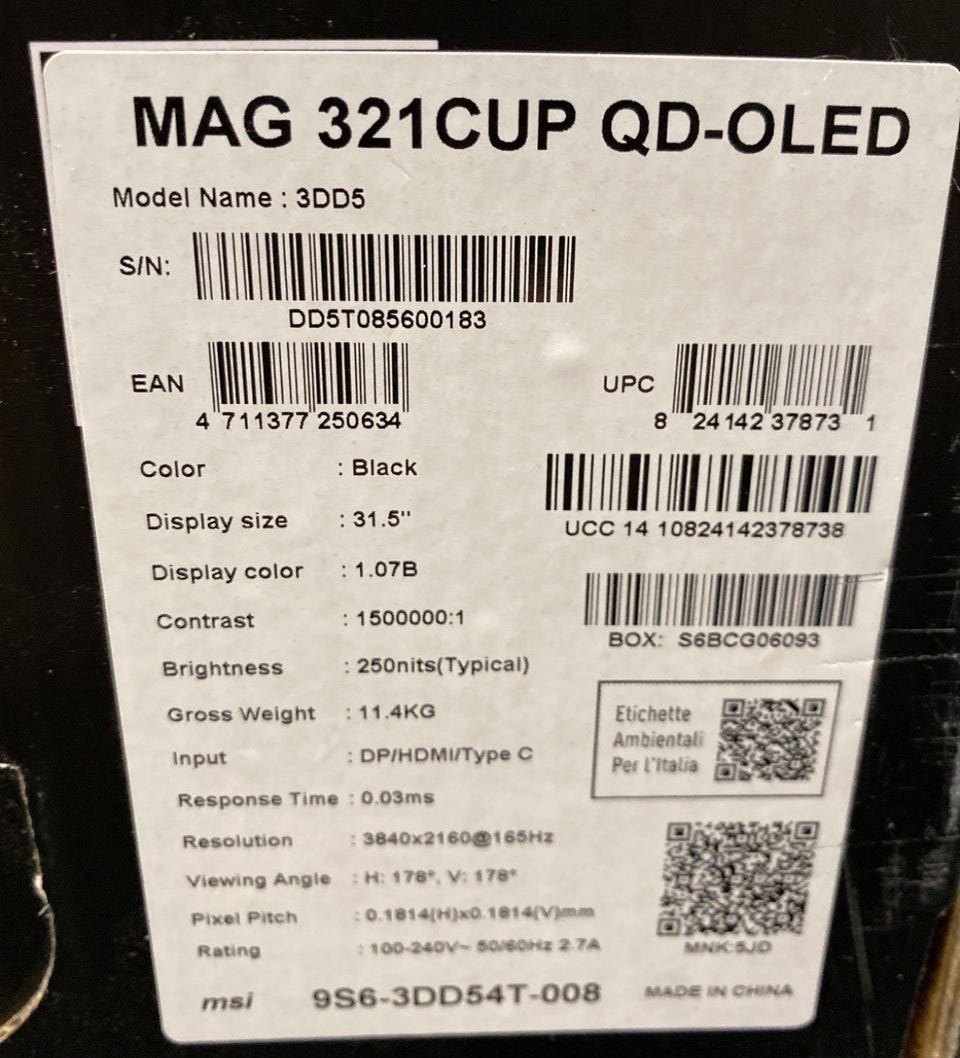 MAG 321CUP QD-OLED
Model Name : 3DD5
S/N:
DD5T085600183
EAN
4 711377 250634
UPC
8 24142 37873 1
UCC 14 10824142378738
BOX: S6BCG06093
Color : Black
Display size : 31.5''
Display color : 1.07B
Contrast : 1500000:1
Brightness : 250nits(Typical)
Gross Weight : 11.4KG
Input : DP/HDMI/Type C
Response Time : 0.03ms
Resolution : 3840x2160@165Hz
Viewing Angle : H: 178°, V: 178°
Pixel Pitch : 0.1814(H)x0.1814(V)mm
Rating : 100-240V~ 50/60Hz 2.7A
Etichette
Ambientali
Per l'Italia
MNK:5JD
msi 9S6-3DD54T-008 MADE IN CHINA